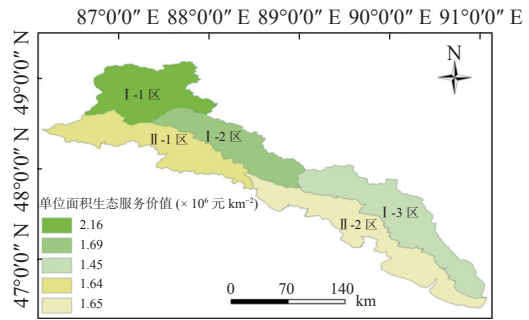 87°0′0″ E 88°0′0″ E 89°0′0″ E 90°0′0″ E 91°0′0″ E
N
49°0′0″ N
48°0′0″ N
47°0′0″ N
Ⅰ-1 区
Ⅰ-2 区
Ⅱ-1 区
Ⅰ-3 区
Ⅱ-2 区
单位面积生态服务价值 (× 10⁶ 元 km⁻²)
2.16
1.69
1.45
1.64
1.65
0 70 140
km